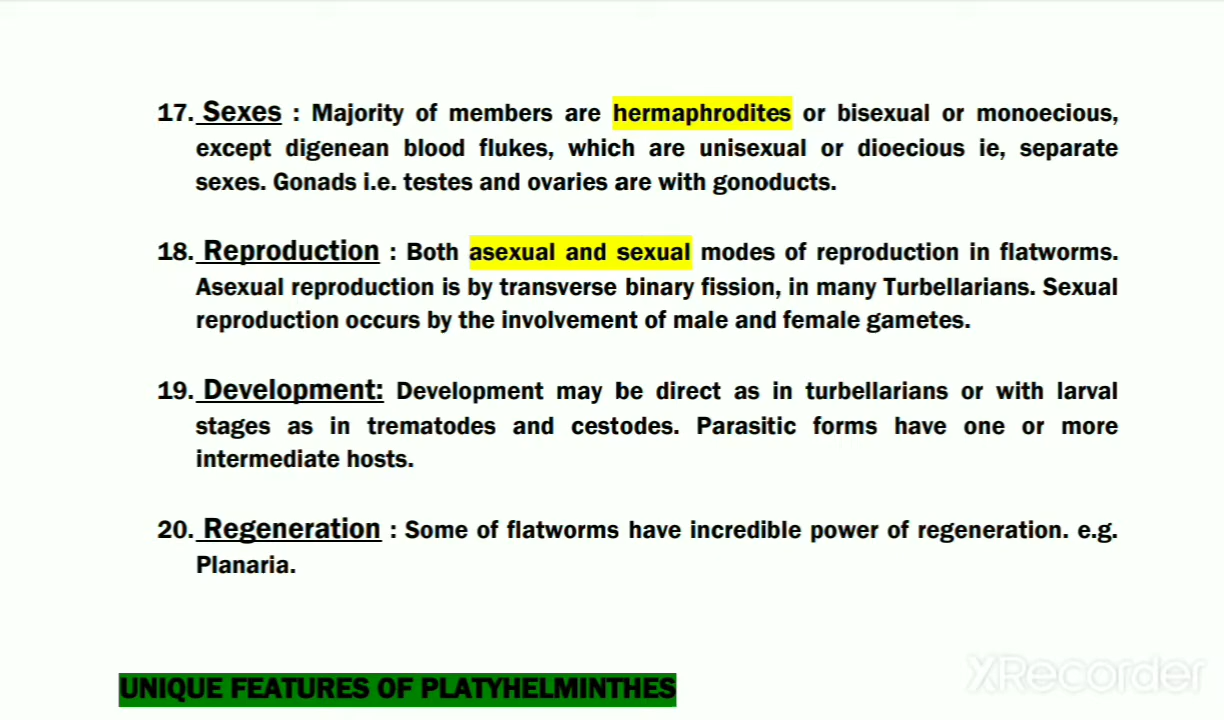 17. Sexes : Majority of members are hermaphrodites or bisexual or monoecious,
except digenean blood flukes, which are unisexual or dioecious ie, separate
sexes. Gonads i.e. testes and ovaries are with gonoducts.
18. Reproduction : Both asexual and sexual modes of reproduction in flatworms.
Asexual reproduction is by transverse binary fission, in many Turbellarians. Sexual
reproduction occurs by the involvement of male and female gametes.
19. Development: Development may be direct as in turbellarians or with larval
stages as in trematodes and cestodes. Parasitic forms have one or more
intermediate hosts.
20. Regeneration : Some of flatworms have incredible power of regeneration. e.g.
Planaria.
UNIQUE FEATURES OF PLATYHELMINTHES
XRecorder